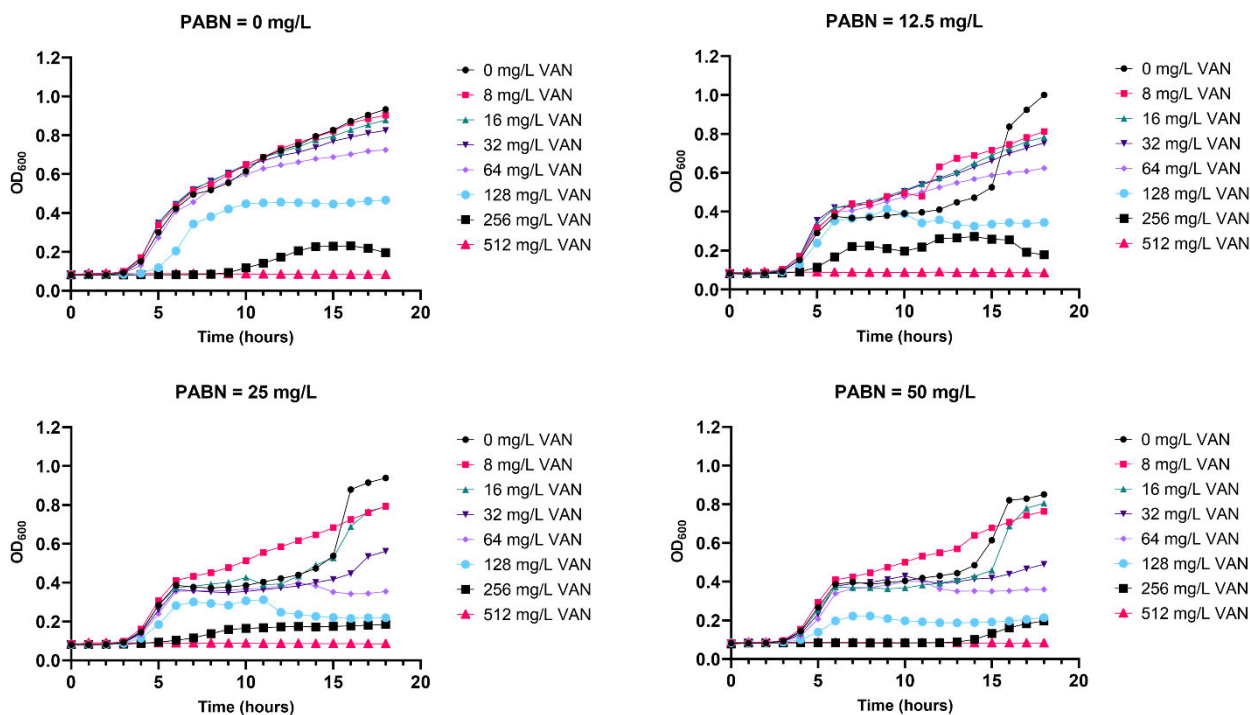 PABN = 0 mg/L
1.2
1.0
0.8
0.6
0.4
0.2
0.0
OD600
0
5
10
15
20
Time (hours)
0 mg/L VAN
8 mg/L VAN
16 mg/L VAN
32 mg/L VAN
64 mg/L VAN
128 mg/L VAN
256 mg/L VAN
512 mg/L VAN
PABN = 12.5 mg/L
1.2
1.0
0.8
0.6
0.4
0.2
0.0
OD600
0
5
10
15
20
Time (hours)
0 mg/L VAN
8 mg/L VAN
16 mg/L VAN
32 mg/L VAN
64 mg/L VAN
128 mg/L VAN
256 mg/L VAN
512 mg/L VAN
PABN = 25 mg/L
1.2
1.0
0.8
0.6
0.4
0.2
0.0
OD600
0
5
10
15
20
Time (hours)
0 mg/L VAN
8 mg/L VAN
16 mg/L VAN
32 mg/L VAN
64 mg/L VAN
128 mg/L VAN
256 mg/L VAN
512 mg/L VAN
PABN = 50 mg/L
1.2
1.0
0.8
0.6
0.4
0.2
0.0
OD600
0
5
10
15
20
Time (hours)
0 mg/L VAN
8 mg/L VAN
16 mg/L VAN
32 mg/L VAN
64 mg/L VAN
128 mg/L VAN
256 mg/L VAN
512 mg/L VAN